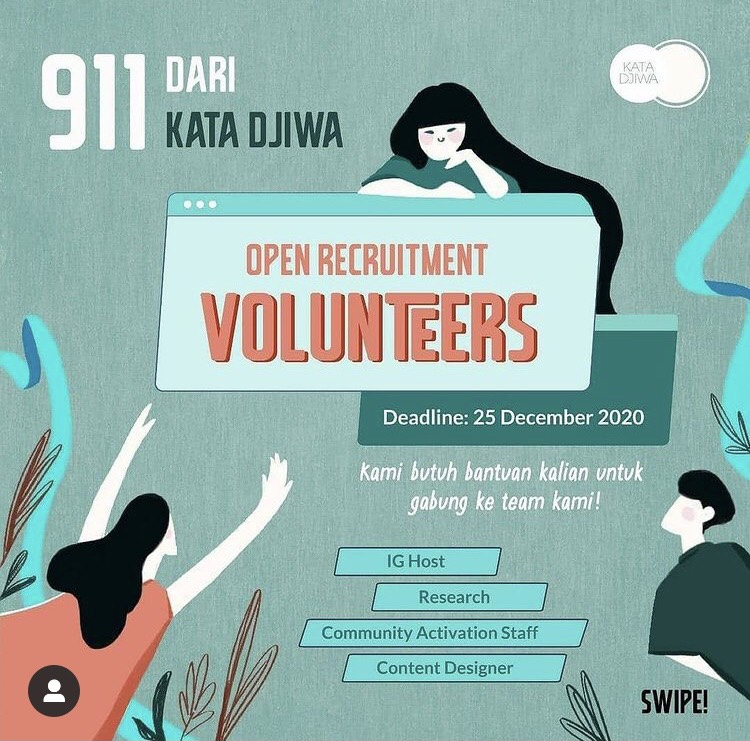 911 DARI
KATA DJIWA
KATA
DJIWA
OPEN RECRUITMENT
VOLUNTEERS
Deadline: 25 December 2020
Kami butuh bantuan kalian untuk
gabung ke team kami!
IG Host
Research
Community Activation Staff
Content Designer
SWIPE!